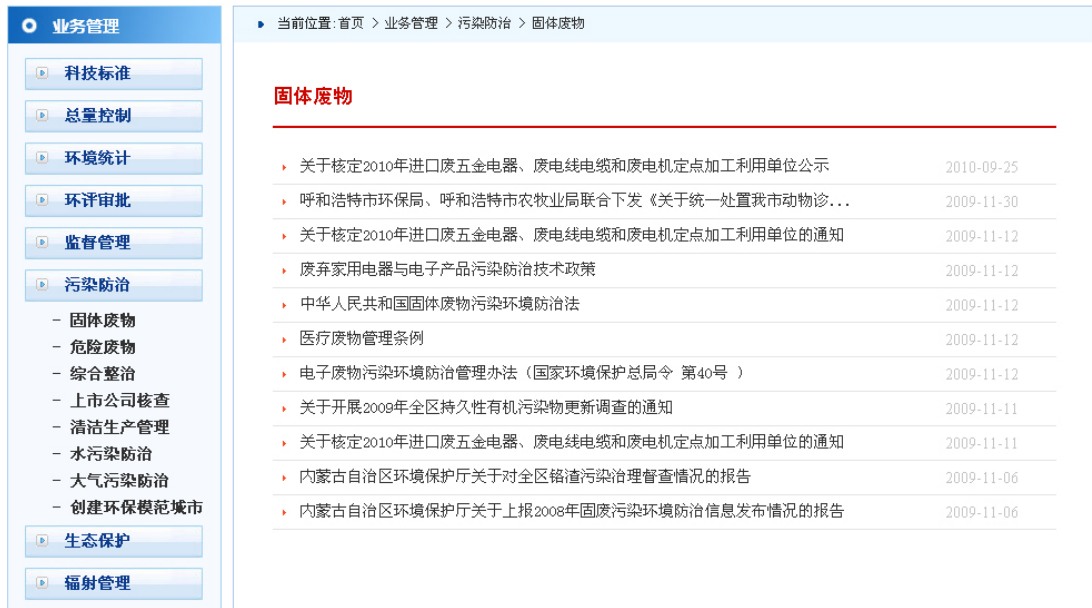 业务管理
科技标准
总量控制
环境统计
环评审批
监督管理
污染防治
- 固体废物
- 危险废物
- 综合整治
- 上市公司核查
- 清洁生产管理
- 水污染防治
- 大气污染防治
- 创建环保模范城市
生态保护
辐射管理
当前位置:首页 > 业务管理 > 污染防治 > 固体废物
固体废物
关于核定2010年进口废五金电器、废电线电缆和废电机定点加工利用单位公示 2010-09-25
呼和浩特市环保局、呼和浩特市农牧业局联合下发《关于统一处置我市动物诊... 2009-11-30
关于核定2010年进口废五金电器、废电线电缆和废电机定点加工利用单位的通知 2009-11-12
废弃家用电器与电子产品污染防治技术政策 2009-11-12
中华人民共和国固体废物污染环境防治法 2009-11-12
医疗废物管理条例 2009-11-12
电子废物污染环境防治管理办法（国家环境保护总局令 第40号 ） 2009-11-12
关于开展2009年全区持久性有机污染物更新调查的通知 2009-11-11
关于核定2010年进口废五金电器、废电线电缆和废电机定点加工利用单位的通知 2009-11-11
内蒙古自治区环境保护厅关于对全区铬渣污染治理督查情况的报告 2009-11-06
内蒙古自治区环境保护厅关于上报2008年固废污染环境防治信息发布情况的报告 2009-11-06